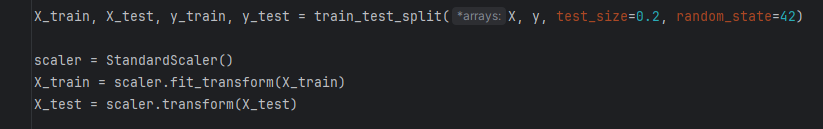 X_train, X_test, y_train, y_test = train_test_split( *arrays: X, y, test_size=0.2, random_state=42)
scaler = StandardScaler()
X_train = scaler.fit_transform(X_train)
X_test = scaler.transform(X_test)